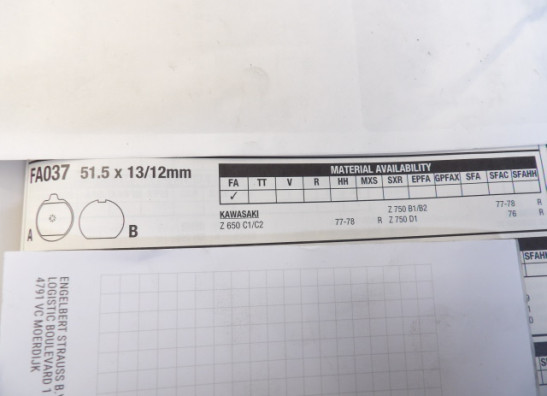 FA037 51.5 x 13/12mm
MATERIAL AVAILABILITY
FA TT V R HH MXS SXR EPFA GPFAX SFA SFAC SFAHH
✓
KAWASAKI
Z 650 C1/C2 77-78 R
Z 750 B1/B2 77-78 R
Z 750 D1 76 R
A
B
SFAHH
ENGELBERT STRAUSS B.V
LOGISTIC BOULEVARD 1
4791 VC MOERDIJK